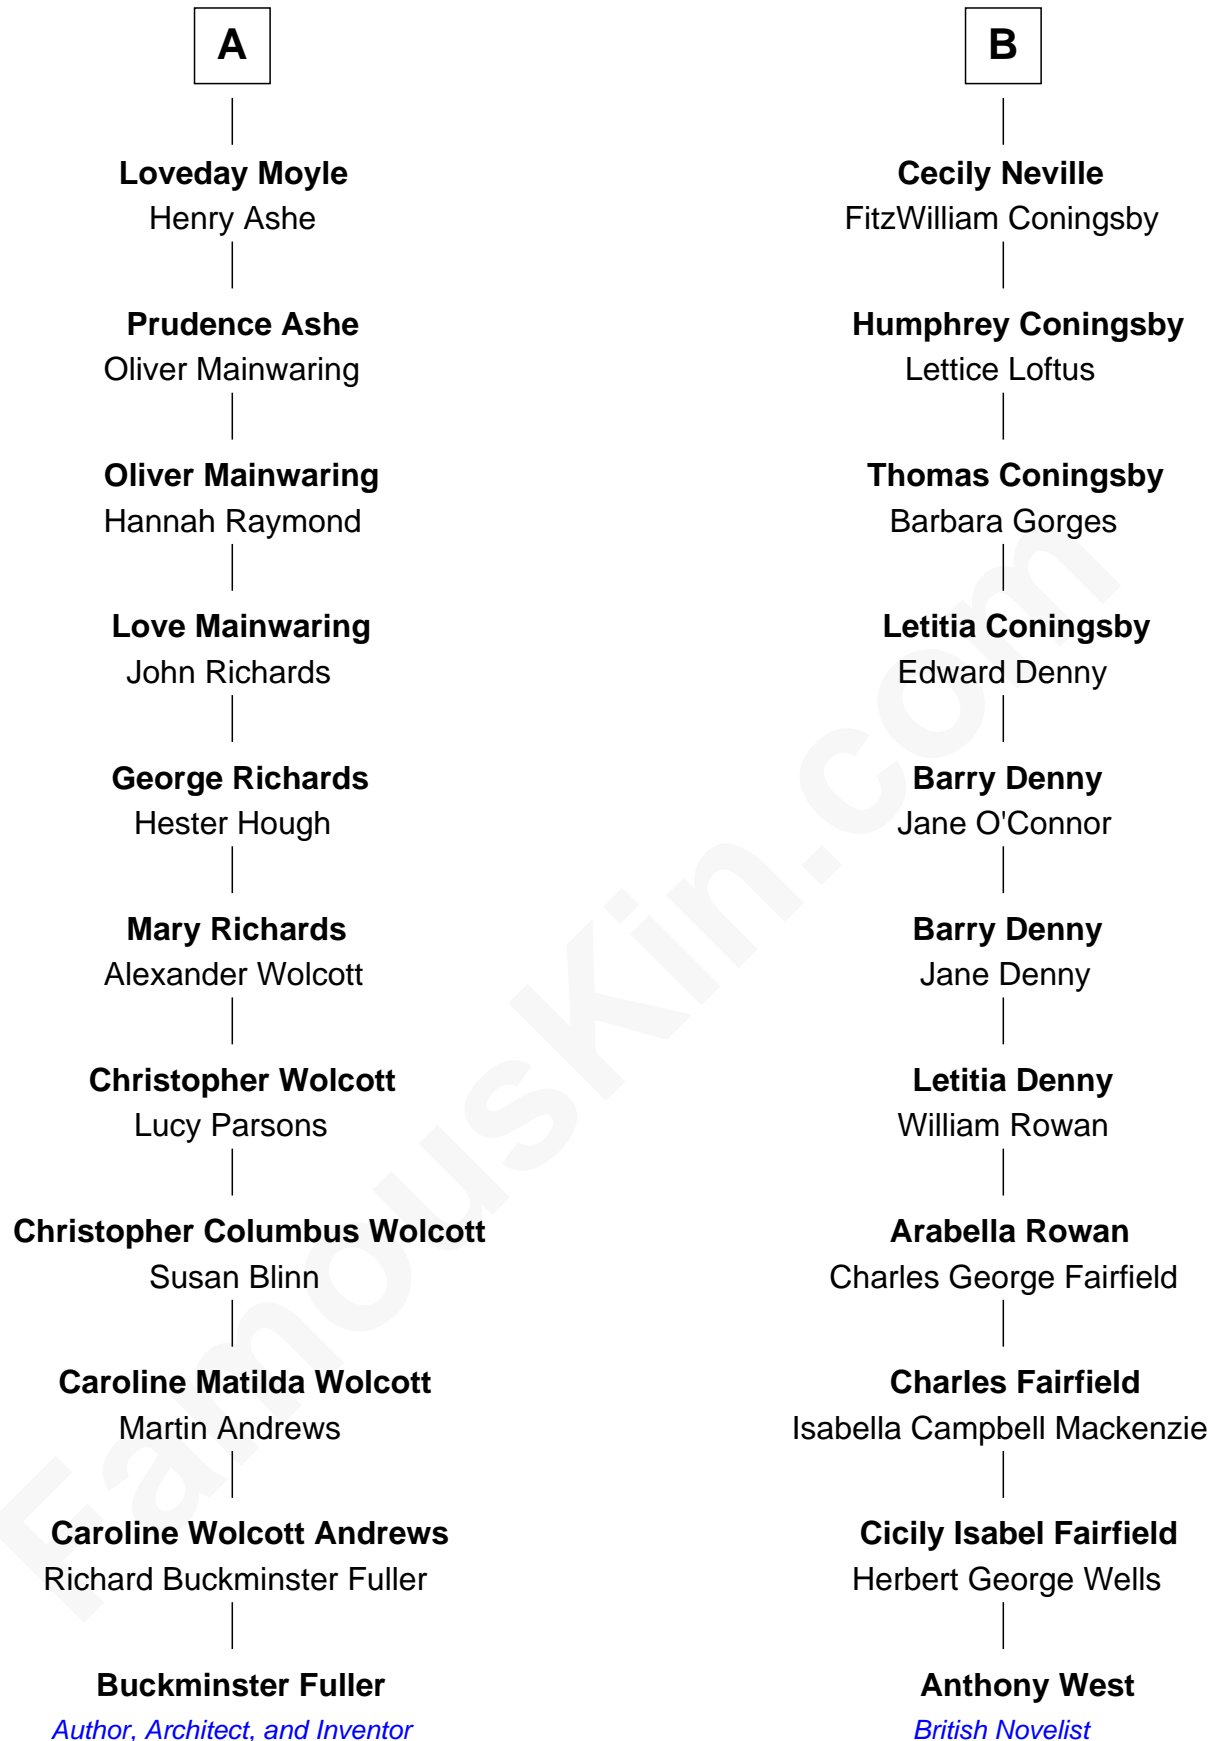 A
Loveday Moyle
Henry Ashe
Prudence Ashe
Oliver Mainwaring
Oliver Mainwaring
Hannah Raymond
Love Mainwaring
John Richards
George Richards
Hester Hough
Mary Richards
Alexander Wolcott
Christopher Wolcott
Lucy Parsons
Christopher Columbus Wolcott
Susan Blinn
Caroline Matilda Wolcott
Martin Andrews
Caroline Wolcott Andrews
Richard Buckminster Fuller
Buckminster Fuller
Author, Architect, and Inventor
B
Cecily Neville
FitzWilliam Coningsby
Humphrey Coningsby
Lettice Loftus
Thomas Coningsby
Barbara Gorges
Letitia Coningsby
Edward Denny
Barry Denny
Jane O'Connor
Barry Denny
Jane Denny
Letitia Denny
William Rowan
Arabella Rowan
Charles George Fairfield
Charles Fairfield
Isabella Campbell Mackenzie
Cicily Isabel Fairfield
Herbert George Wells
Anthony West
British Novelist
FamousKin.com